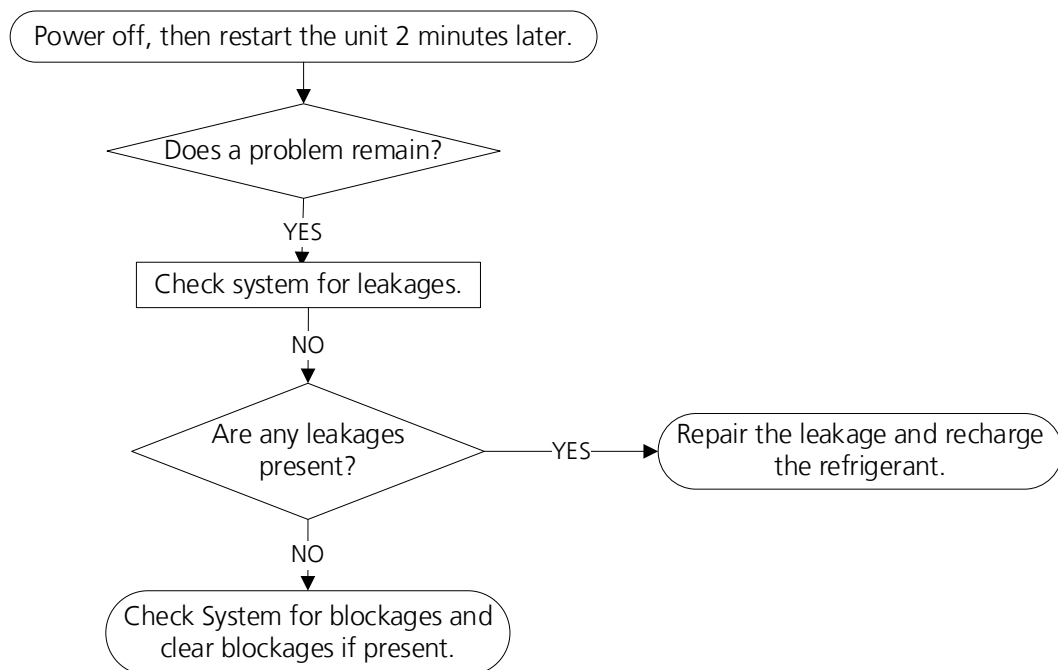 Power off, then restart the unit 2 minutes later.
Does a problem remain?
YES
Check system for leakages.
NO
Are any leakages
present?
YES
Repair the leakage and recharge
the refrigerant.
NO
Check System for blockages and
clear blockages if present.